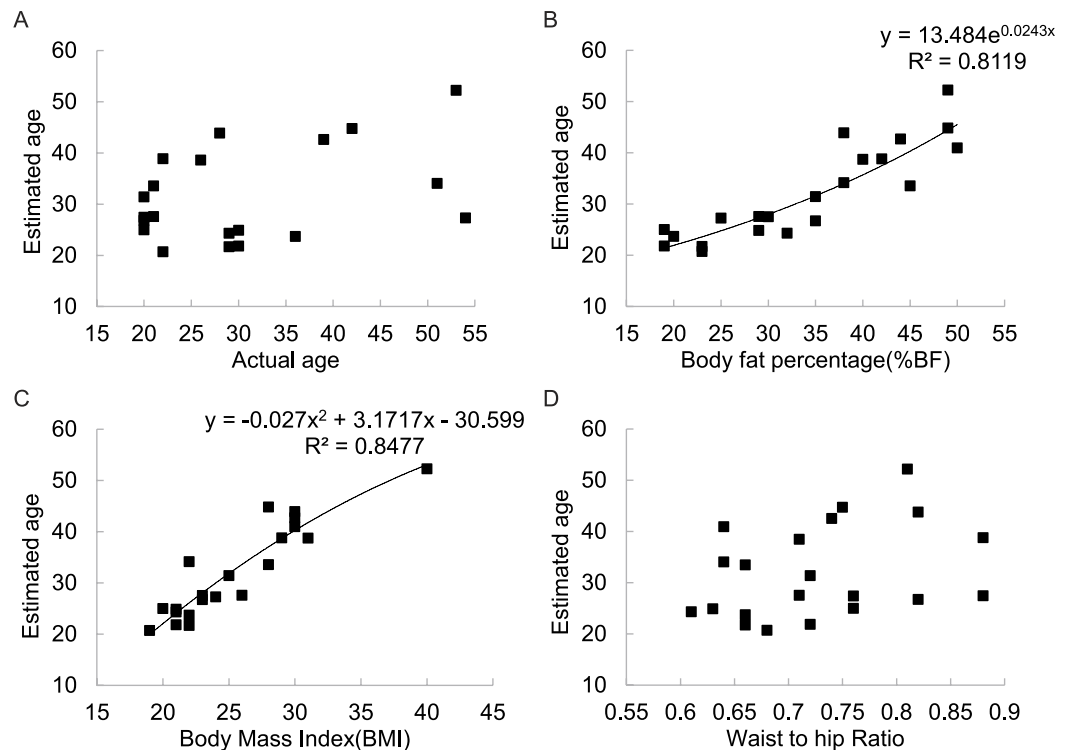 A
60
50
40
30
20
10
Estimated age
15 20 25 30 35 40 45 50 55
Actual age
B
y = 13.484e^0.0243x
R² = 0.8119
60
50
40
30
20
10
Estimated age
15 20 25 30 35 40 45 50 55
Body fat percentage(%BF)
C
y = -0.027x² + 3.1717x - 30.599
R² = 0.8477
60
50
40
30
20
10
Estimated age
15 20 25 30 35 40 45
Body Mass Index(BMI)
D
60
50
40
30
20
10
Estimated age
0.55 0.6 0.65 0.7 0.75 0.8 0.85 0.9
Waist to hip Ratio